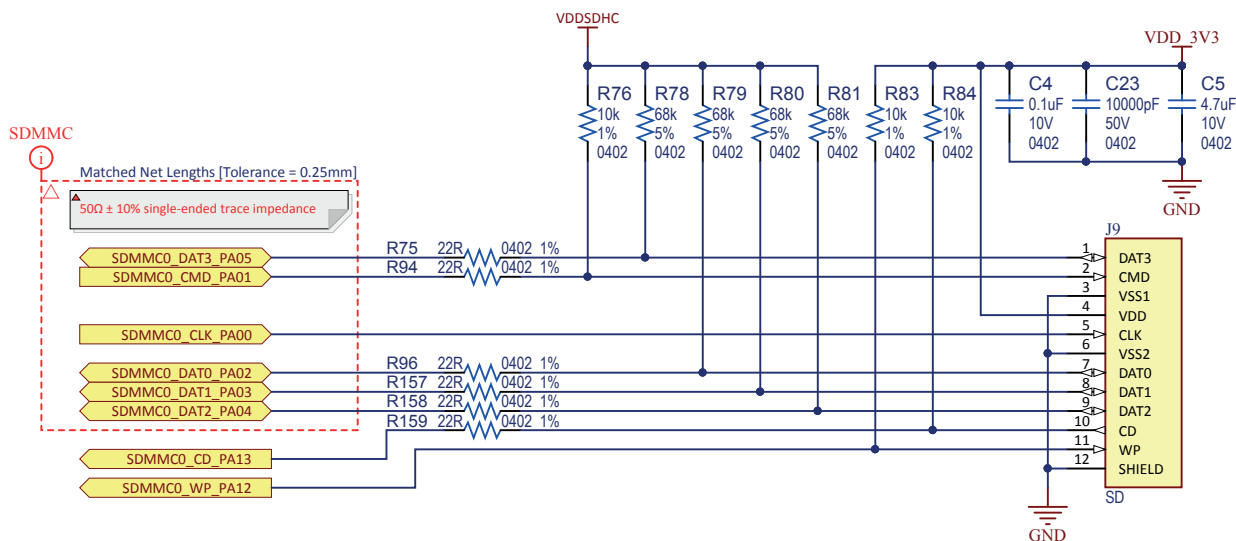 VDDSDHC
VDD_3V3
R76
10k
1%
0402
R78
68k
5%
0402
R79
68k
5%
0402
R80
68k
5%
0402
R81
68k
5%
0402
R83
10k
1%
0402
R84
10k
1%
0402
C4
0.1uF
10V
0402
C23
10000pF
50V
0402
C5
4.7uF
10V
0402
GND
SDMMC
i
Matched Net Lengths [Tolerance = 0.25mm]
50Ω ± 10% single-ended trace impedance
J9
SDMMC0_DAT3_PA05 R75 22R 0402 1% 1 DAT3
SDMMC0_CMD_PA01 R94 22R 0402 1% 2 CMD
3 VSS1
4 VDD
SDMMC0_CLK_PA00 5 CLK
6 VSS2
SDMMC0_DAT0_PA02 R96 22R 0402 1% 7 DAT0
SDMMC0_DAT1_PA03 R157 22R 0402 1% 8 DAT1
SDMMC0_DAT2_PA04 R158 22R 0402 1% 9 DAT2
R159 22R 0402 1% 10 CD
SDMMC0_CD_PA13 11 WP
12 SHIELD
SDMMC0_WP_PA12
SD
GND